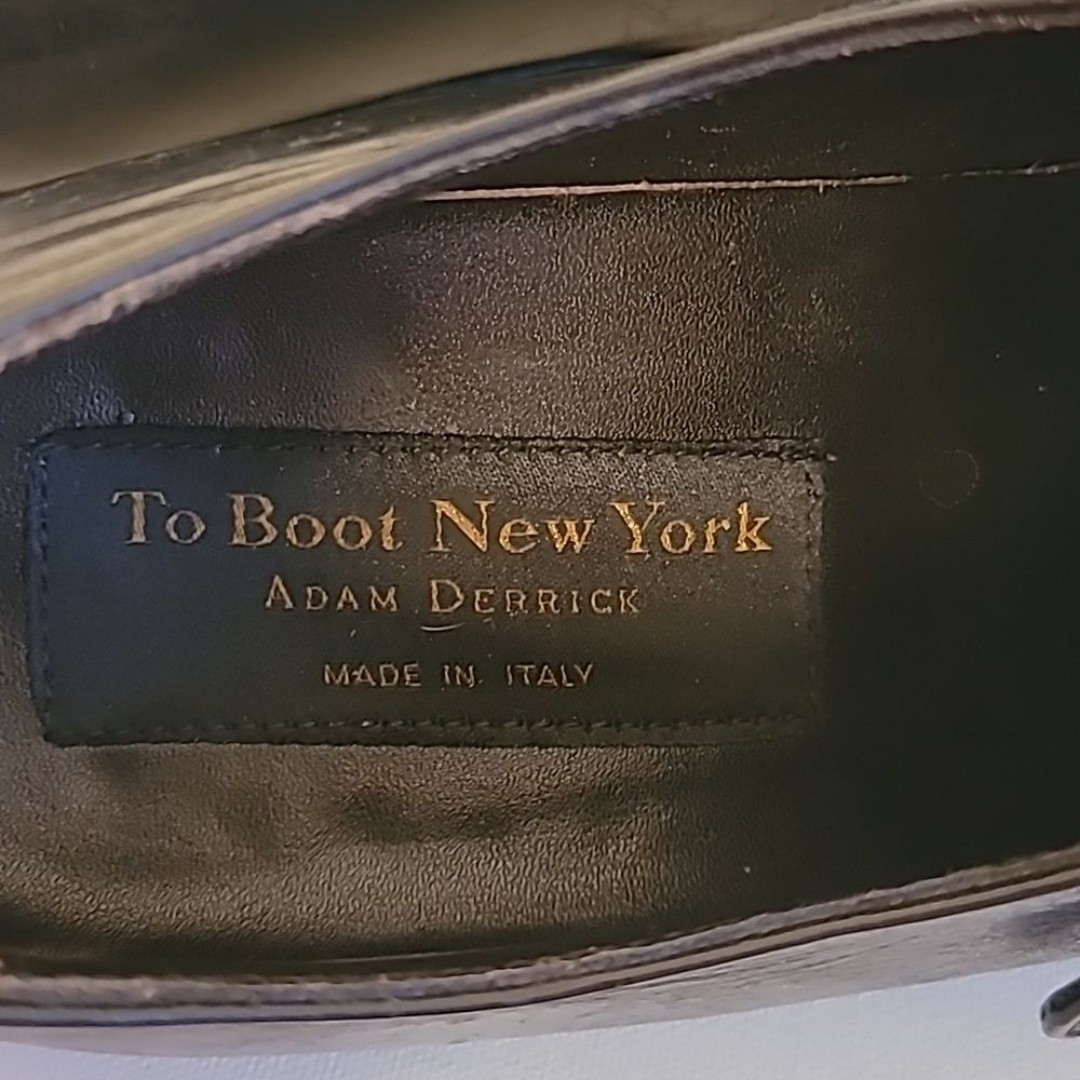 To Boot New York
ADAM DERRICK
MADE IN ITALY